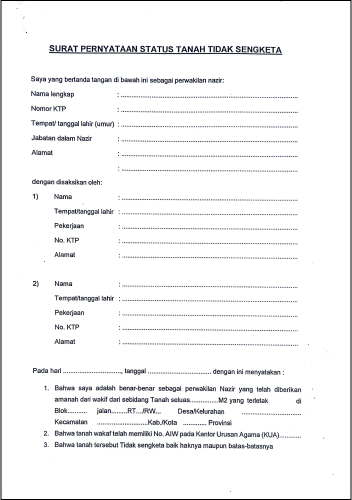 SURAT PERNYATAAN STATUS TANAH TIDAK SENGKETA
Saya yang bertanda tangan di bawah ini sebagai perwakilan nazir:
Nama lengkap : ..........................................................
Nomor KTP : ..........................................................
Tempat/ tanggal lahir (umur) : ..........................................................
Jabatan dalam Nazir : ..........................................................
Alamat : ..........................................................
: ..........................................................
dengan disaksikan oleh:
1) Nama : ..........................................................
Tempat/tanggal lahir : ..........................................................
Pekerjaan : ..........................................................
No. KTP : ..........................................................
Alamat : ..........................................................
2) Nama : ..........................................................
Tempat/tanggal lahir : ..........................................................
Pekerjaan : ..........................................................
No. KTP : ..........................................................
Alamat : ..........................................................
Pada hari ............................, tanggal .............................. dengan ini menyatakan :
1. Bahwa saya adalah benar-benar sebagai perwakilan Nazir yang telah diberikan
amanah dari wakif dari sebidang Tanah seluas..............M2 yang terletak di
Blok......... jalan........RT..../RW... Desa/Kelurahan ............................
Kecamatan ........................Kab./Kota ............ Provinsi
2. Bahwa tanah wakaf telah memiliki No. AIW pada Kantor Urusan Agama (KUA)...........
3. Bahwa tanah tersebut Tidak sengketa baik haknya maupun batas-batasnya